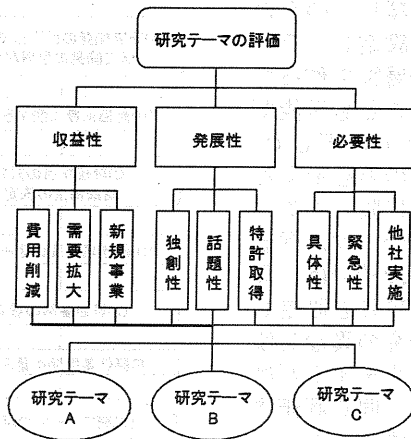 研究テーマの評価
収益性
発展性
必要性
費用削減
需要拡大
新規事業
独創性
話題性
特許取得
具体性
緊急性
他社実施
研究テーマ
A
研究テーマ
B
研究テーマ
C